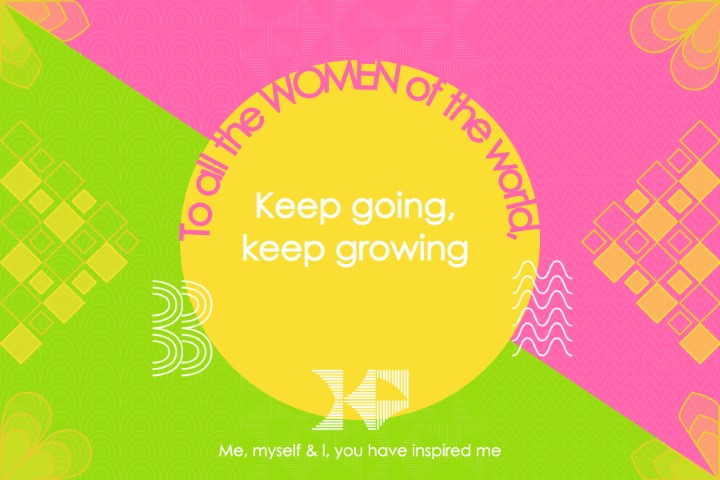 To all the WOMEN of the world,
Keep going,
keep growing
Me, myself & I, you have inspired me